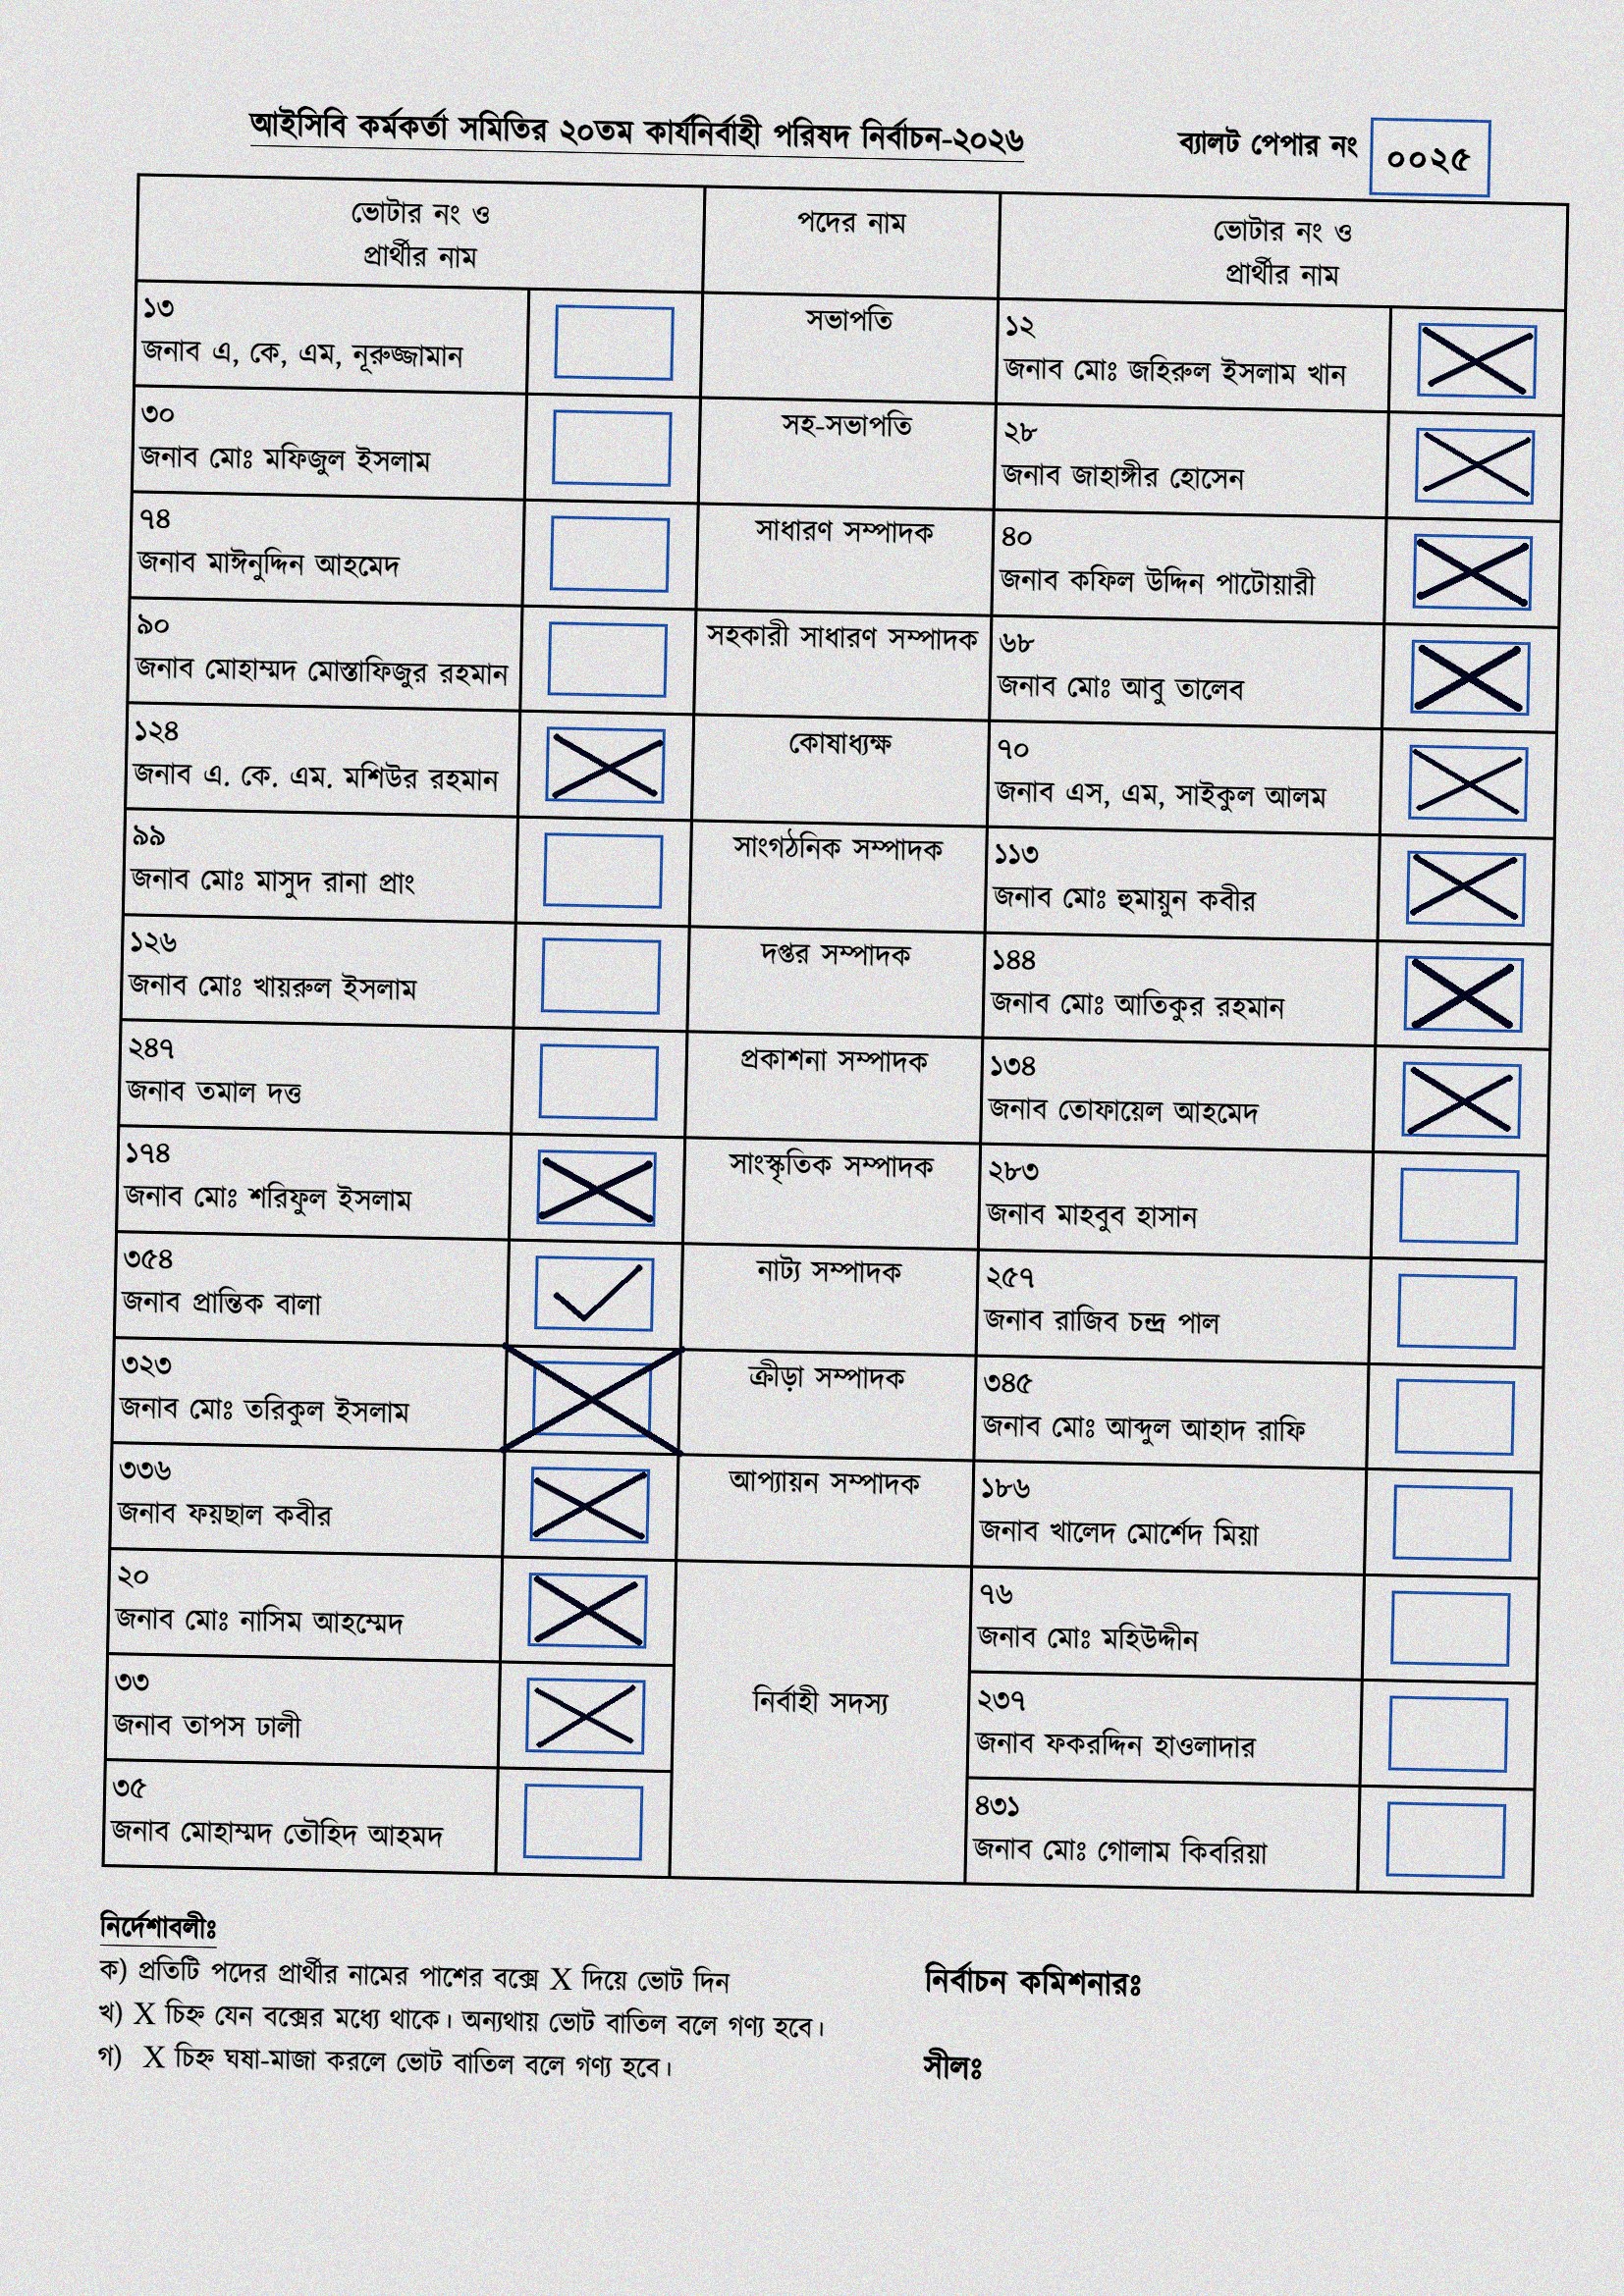 আইসিবি কর্মকর্তা সমিতির ২০তম কার্যনির্বাহী পরিষদ নির্বাচন-২০২৬
ব্যালট পেপার নং ০০২৫
ভোটার নং ও
প্রার্থীর নাম
পদের নাম
ভোটার নং ও
প্রার্থীর নাম
১৩
জনাব এ, কে, এম, নূরুজ্জামান
সভাপতি
১২
জনাব মোঃ জহিরুল ইসলাম খান
৩০
জনাব মোঃ মফিজুল ইসলাম
সহ-সভাপতি
২৮
জনাব জাহাঙ্গীর হোসেন
৭৪
জনাব মাঈনুদ্দিন আহমেদ
সাধারণ সম্পাদক
৪০
জনাব কফিল উদ্দিন পাটোয়ারী
৯০
জনাব মোহাম্মদ মোস্তাফিজুর রহমান
সহকারী সাধারণ সম্পাদক
৬৮
জনাব মোঃ আবু তালেব
১২৪
জনাব এ. কে. এম. মশিউর রহমান
কোষাধ্যক্ষ
৭০
জনাব এস, এম, সাইকুল আলম
৯৯
জনাব মোঃ মাসুদ রানা প্রাং
সাংগঠনিক সম্পাদক
১১৩
জনাব মোঃ হুমায়ুন কবীর
১২৬
জনাব মোঃ খায়রুল ইসলাম
দপ্তর সম্পাদক
১৪৪
জনাব মোঃ আতিকুর রহমান
২৪৭
জনাব তমাল দত্ত
প্রকাশনা সম্পাদক
১৩৪
জনাব তোফায়েল আহমেদ
১৭৪
জনাব মোঃ শরিফুল ইসলাম
সাংস্কৃতিক সম্পাদক
২৮৩
জনাব মাহবুব হাসান
৩৫৪
জনাব প্রান্তিক বালা
নাট্য সম্পাদক
২৫৭
জনাব রাজিব চন্দ্র পাল
৩২৩
জনাব মোঃ তরিকুল ইসলাম
ক্রীড়া সম্পাদক
৩৪৫
জনাব মোঃ আব্দুল আহাদ রাফি
৩৩৬
জনাব ফয়ছাল কবীর
আপ্যায়ন সম্পাদক
১৮৬
জনাব খালেদ মোর্শেদ মিয়া
২০
জনাব মোঃ নাসিম আহম্মেদ
৭৬
জনাব মোঃ মহিউদ্দীন
৩৩
জনাব তাপস ঢালী
নির্বাহী সদস্য
২৩৭
জনাব ফকরদ্দিন হাওলাদার
৩৫
জনাব মোহাম্মদ তৌহিদ আহমদ
৪৩১
জনাব মোঃ গোলাম কিবরিয়া
নির্দেশাবলীঃ
ক) প্রতিটি পদের প্রার্থীর নামের পাশের বক্সে X দিয়ে ভোট দিন
খ) X চিহ্ন যেন বক্সের মধ্যে থাকে। অন্যথায় ভোট বাতিল বলে গণ্য হবে।
গ) X চিহ্ন ঘষা-মাজা করলে ভোট বাতিল বলে গণ্য হবে।
নির্বাচন কমিশনারঃ
সীলঃ